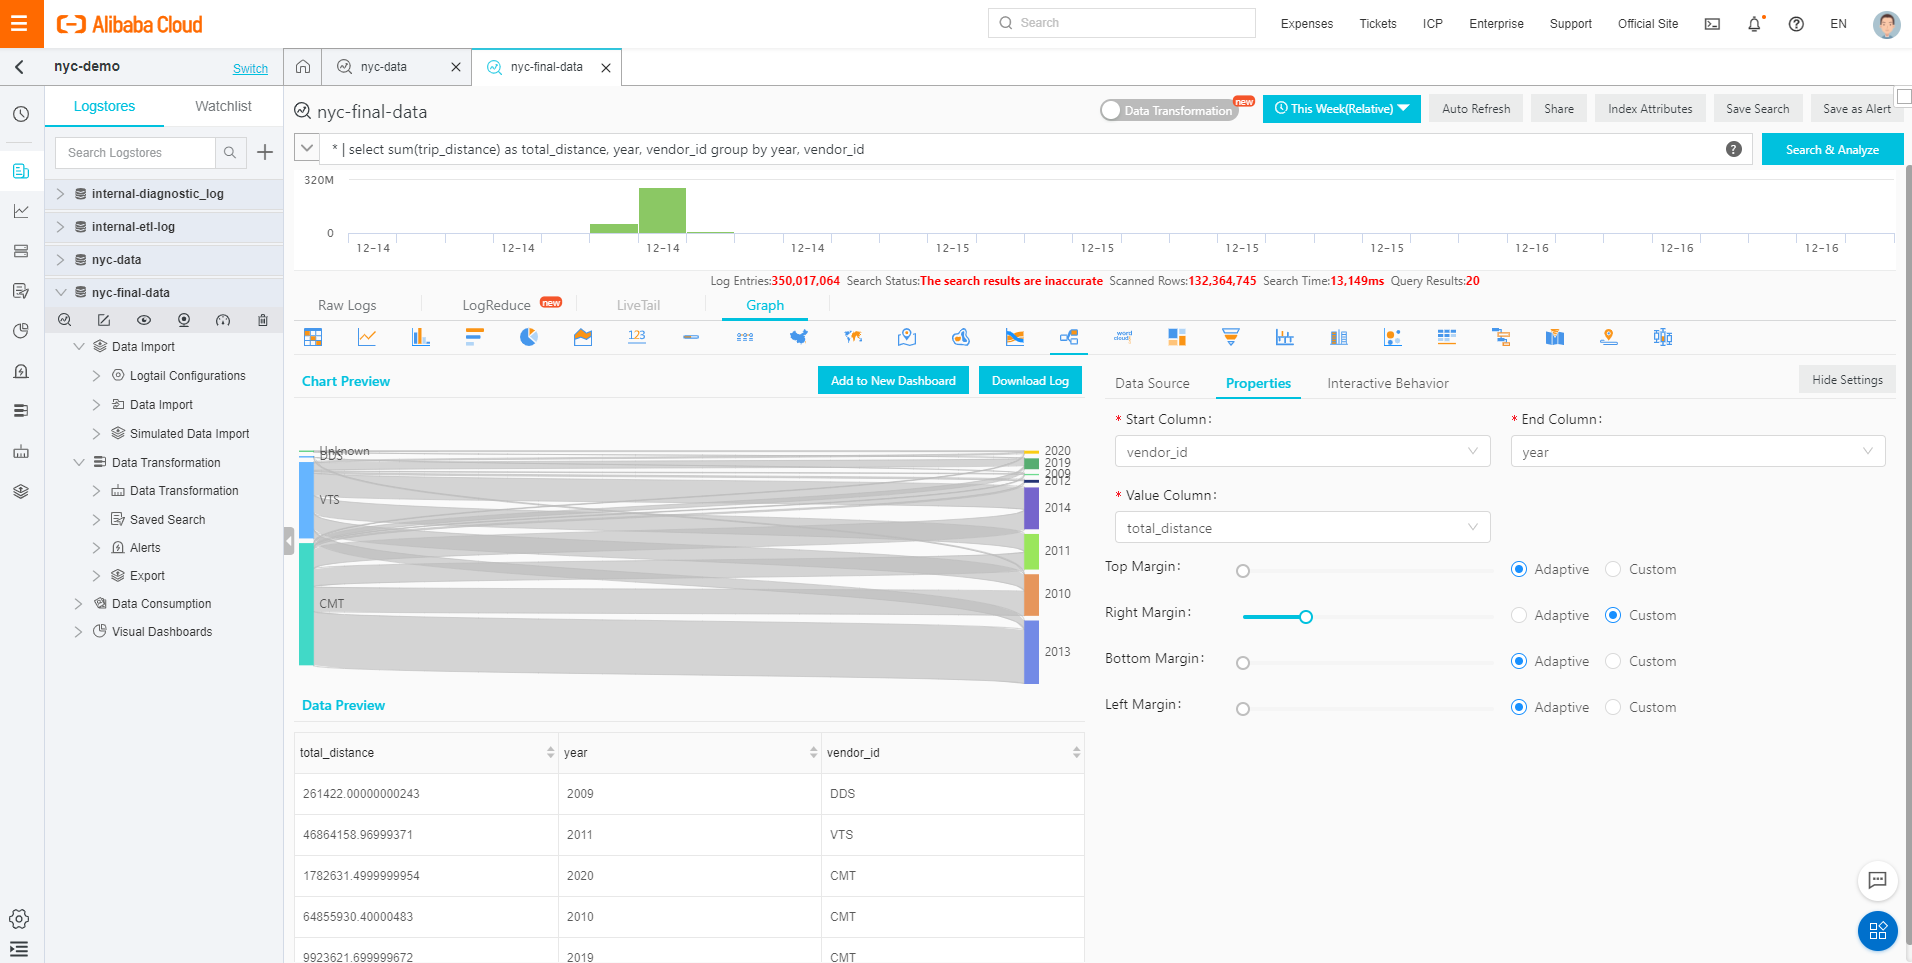 Alibaba Cloud
Search
Expenses
Tickets
ICP
Enterprise
Support
Official Site
EN
nyc-demo
Switch
nyc-data
nyc-final-data
Logstores
Watchlist
Search Logstores
internal-diagnostic_log
internal-etl-log
nyc-data
nyc-final-data
Data Import
Logtail Configurations
Data Import
Simulated Data Import
Data Transformation
Data Transformation
Saved Search
Alerts
Export
Data Consumption
Visual Dashboards
nyc-final-data
Data Transformation
new
This Week(Relative)
Auto Refresh
Share
Index Attributes
Save Search
Save as Alert
* | select sum(trip_distance) as total_distance, year, vendor_id group by year, vendor_id
Search & Analyze
320M
0
12-14
12-14
12-14
12-14
12-15
12-15
12-15
12-15
12-16
12-16
12-16
Log Entries:350,017,064 Search Status:The search results are inaccurate Scanned Rows:132,364,745 Search Time:13,149ms Query Results:20
Raw Logs
LogReduce
new
LiveTail
Graph
123
word
cloud
Chart Preview
Add to New Dashboard
Download Log
Unknown
DDS
VTS
CMT
2020
2019
2009
2012
2014
2011
2010
2013
Data Source
Properties
Interactive Behavior
Hide Settings
* Start Column:
vendor_id
* End Column:
year
* Value Column:
total_distance
Top Margin:
Adaptive
Custom
Right Margin:
Adaptive
Custom
Bottom Margin:
Adaptive
Custom
Left Margin:
Adaptive
Custom
Data Preview
total_distance
year
vendor_id
261422.00000000243
2009
DDS
46864158.96999371
2011
VTS
1782631.4999999954
2020
CMT
64855930.40000483
2010
CMT
9923621.699999672
2019
CMT